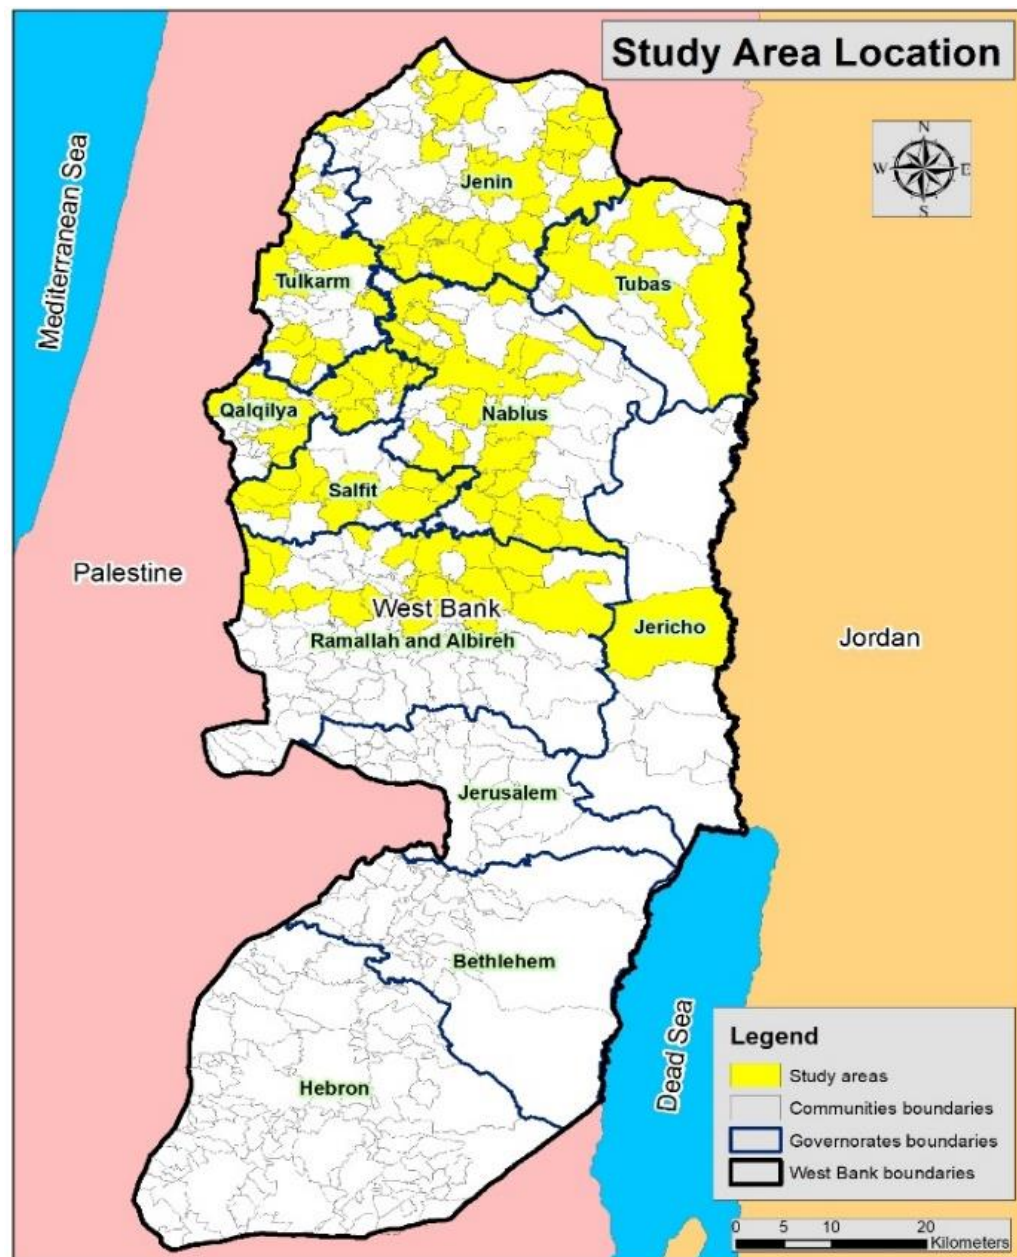 Study Area Location
N
W
E
S
Mediterranean Sea
Jenin
Tulkarm
Tubas
Qalqilya
Nablus
Salfit
Palestine
West Bank
Jericho
Ramallah and Albireh
Jordan
Jerusalem
Bethlehem
Dead Sea
Hebron
Legend
Study areas
Communities boundaries
Governorates boundaries
West Bank boundaries
0 5 10 20
Kilometers